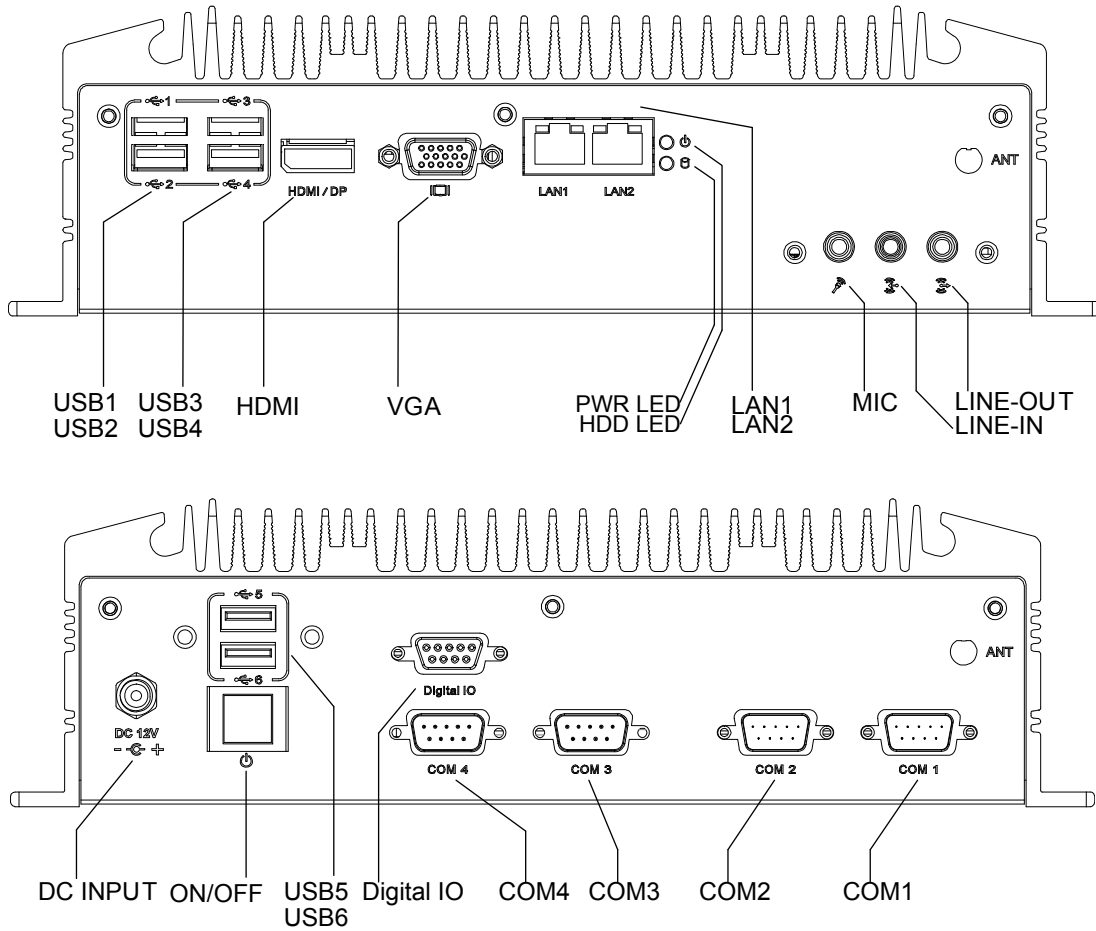 1 3
2 4
HDMI / DP
LAN1 LAN2
ANT
USB1 USB3 HDMI VGA PWR LED LAN1 MIC LINE-OUT
USB2 USB4 HDD LED LAN2 LINE-IN
5
6
ANT
Digital IO
DC 12V
- +
COM 4 COM 3 COM 2 COM 1
DC INPUT ON/OFF USB5 Digital IO COM4 COM3 COM2 COM1
USB6